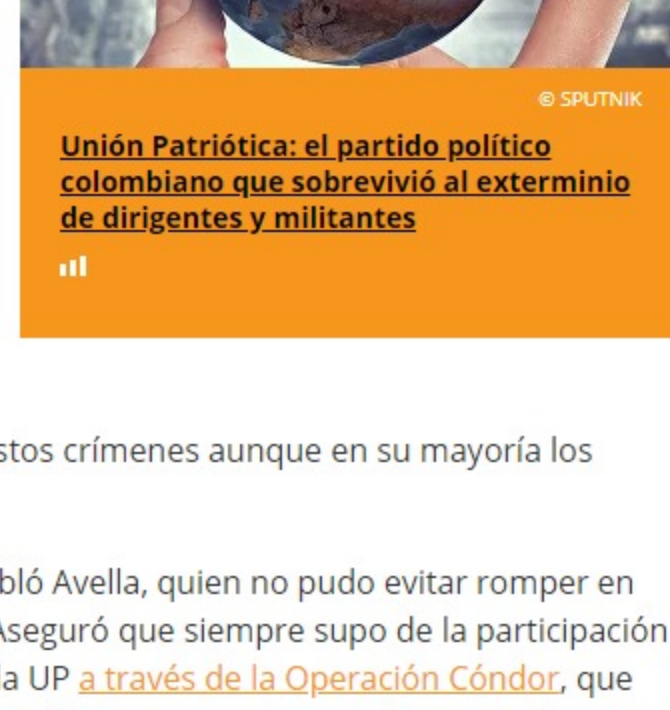 © SPUTNIK
Unión Patriótica: el partido político
colombiano que sobrevivió al exterminio
de dirigentes y militantes
stos crímenes aunque en su mayoría los
bló Avella, quien no pudo evitar romper en
Aseguró que siempre supo de la participación
la UP a través de la Operación Cóndor, que